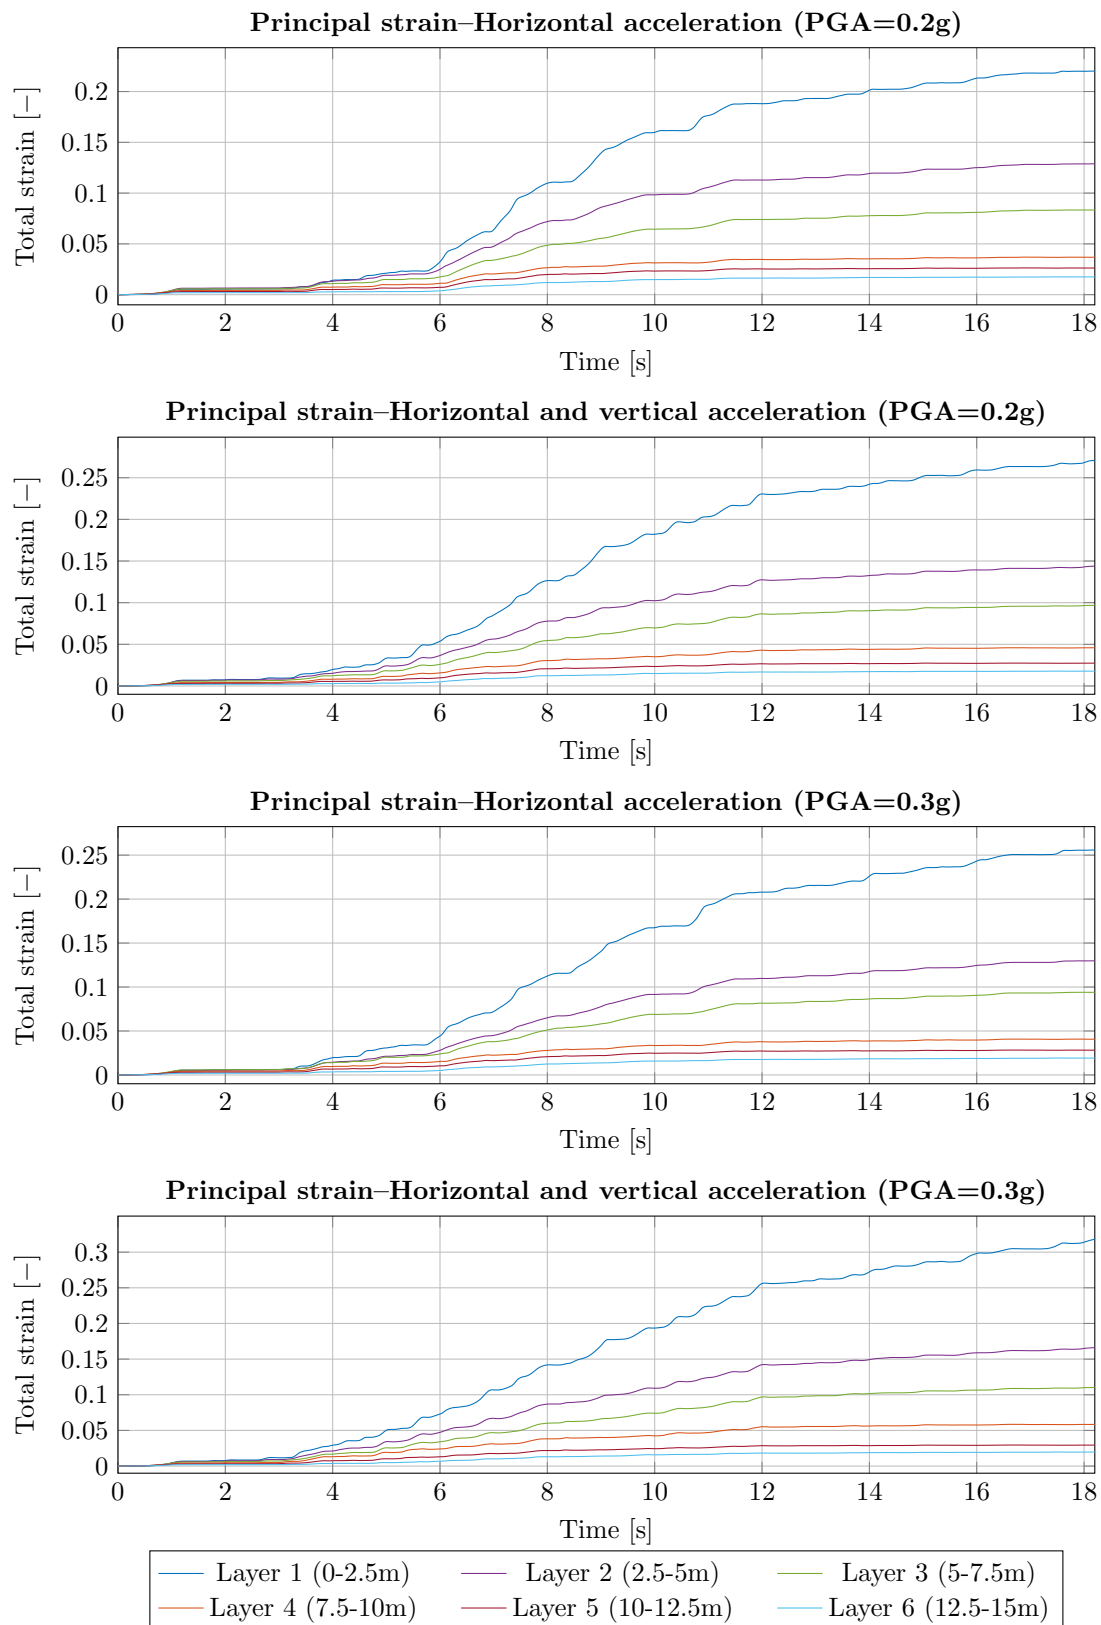 Principal strain–Horizontal acceleration (PGA=0.2g)
Total strain [−]
0.2
0.15
0.1
0.05
0
0 2 4 6 8 10 12 14 16 18
Time [s]
Principal strain–Horizontal and vertical acceleration (PGA=0.2g)
Total strain [−]
0.25
0.2
0.15
0.1
0.05
0
0 2 4 6 8 10 12 14 16 18
Time [s]
Principal strain–Horizontal acceleration (PGA=0.3g)
Total strain [−]
0.25
0.2
0.15
0.1
0.05
0
0 2 4 6 8 10 12 14 16 18
Time [s]
Principal strain–Horizontal and vertical acceleration (PGA=0.3g)
Total strain [−]
0.3
0.25
0.2
0.15
0.1
0.05
0
0 2 4 6 8 10 12 14 16 18
Time [s]
Layer 1 (0-2.5m) Layer 2 (2.5-5m) Layer 3 (5-7.5m)
Layer 4 (7.5-10m) Layer 5 (10-12.5m) Layer 6 (12.5-15m)